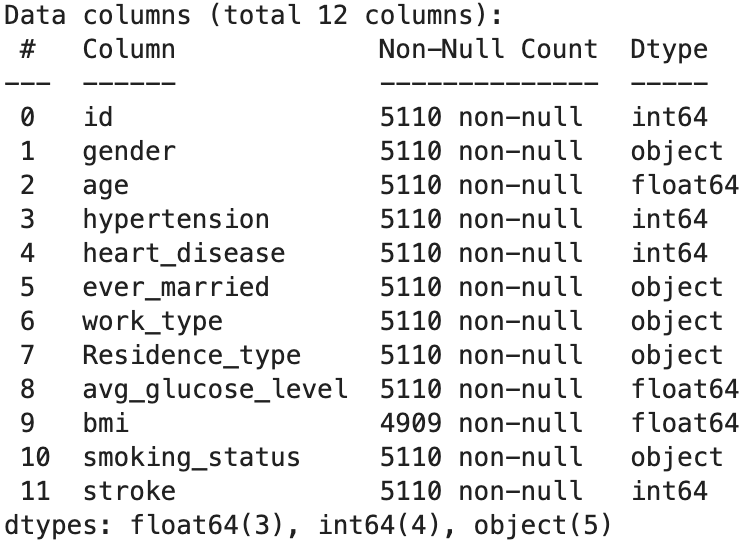 Data columns (total 12 columns):
 #   Column             Non-Null Count  Dtype
---  ------             --------------  -----
 0   id                 5110 non-null   int64
 1   gender             5110 non-null   object
 2   age                5110 non-null   float64
 3   hypertension       5110 non-null   int64
 4   heart_disease      5110 non-null   int64
 5   ever_married       5110 non-null   object
 6   work_type          5110 non-null   object
 7   Residence_type     5110 non-null   object
 8   avg_glucose_level  5110 non-null   float64
 9   bmi                4909 non-null   float64
 10  smoking_status     5110 non-null   object
 11  stroke             5110 non-null   int64
dtypes: float64(3), int64(4), object(5)